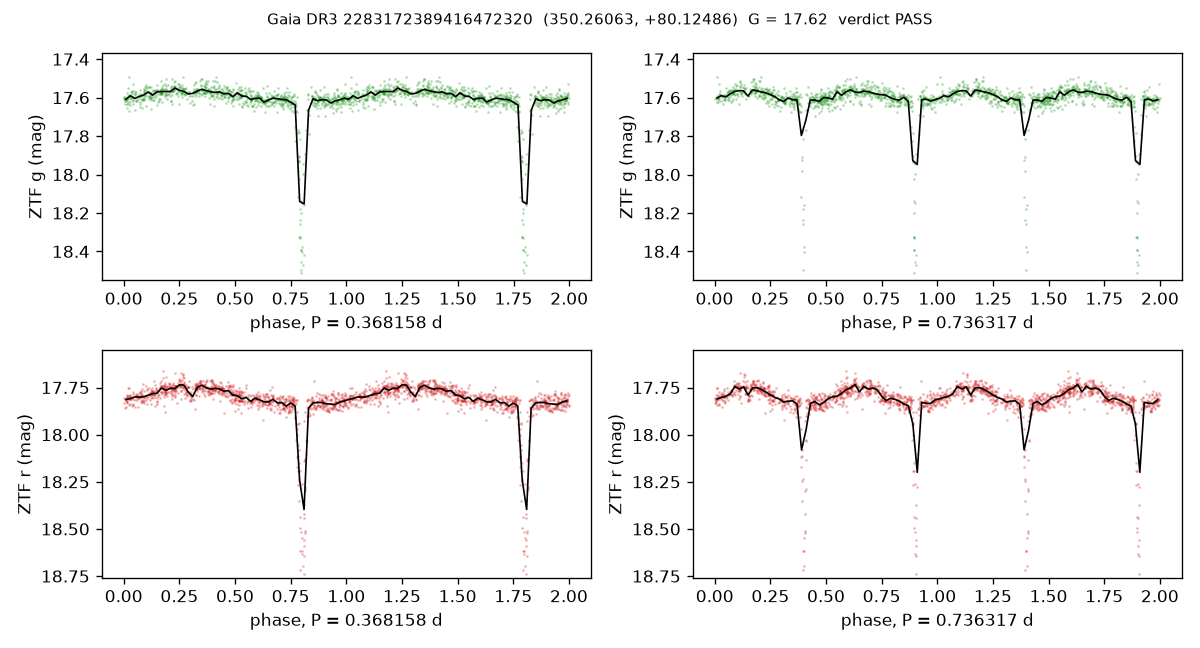 Gaia DR3 2283172389416472320 (350.26063, +80.12486) G = 17.62 verdict PASS
ZTF g (mag)
17.4
17.6
17.8
18.0
18.2
18.4
0.00 0.25 0.50 0.75 1.00 1.25 1.50 1.75 2.00
phase, P = 0.368158 d
ZTF g (mag)
17.4
17.6
17.8
18.0
18.2
18.4
0.00 0.25 0.50 0.75 1.00 1.25 1.50 1.75 2.00
phase, P = 0.736317 d
ZTF r (mag)
17.75
18.00
18.25
18.50
18.75
0.00 0.25 0.50 0.75 1.00 1.25 1.50 1.75 2.00
phase, P = 0.368158 d
ZTF r (mag)
17.75
18.00
18.25
18.50
18.75
0.00 0.25 0.50 0.75 1.00 1.25 1.50 1.75 2.00
phase, P = 0.736317 d